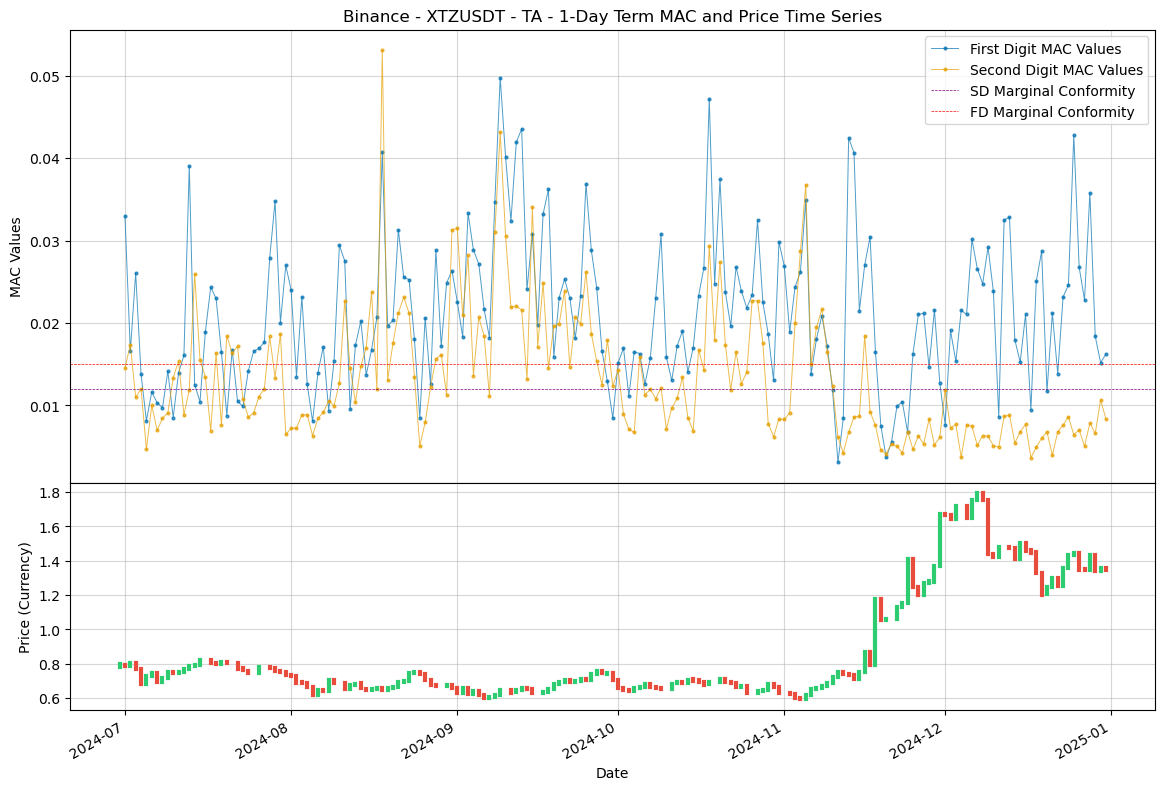 Binance - XTZUSDT - TA - 1-Day Term MAC and Price Time Series
First Digit MAC Values
Second Digit MAC Values
SD Marginal Conformity
FD Marginal Conformity
MAC Values
0.05
0.04
0.03
0.02
0.01
Price (Currency)
1.8
1.6
1.4
1.2
1.0
0.8
0.6
2024-07
2024-08
2024-09
2024-10
2024-11
2024-12
2025-01
Date